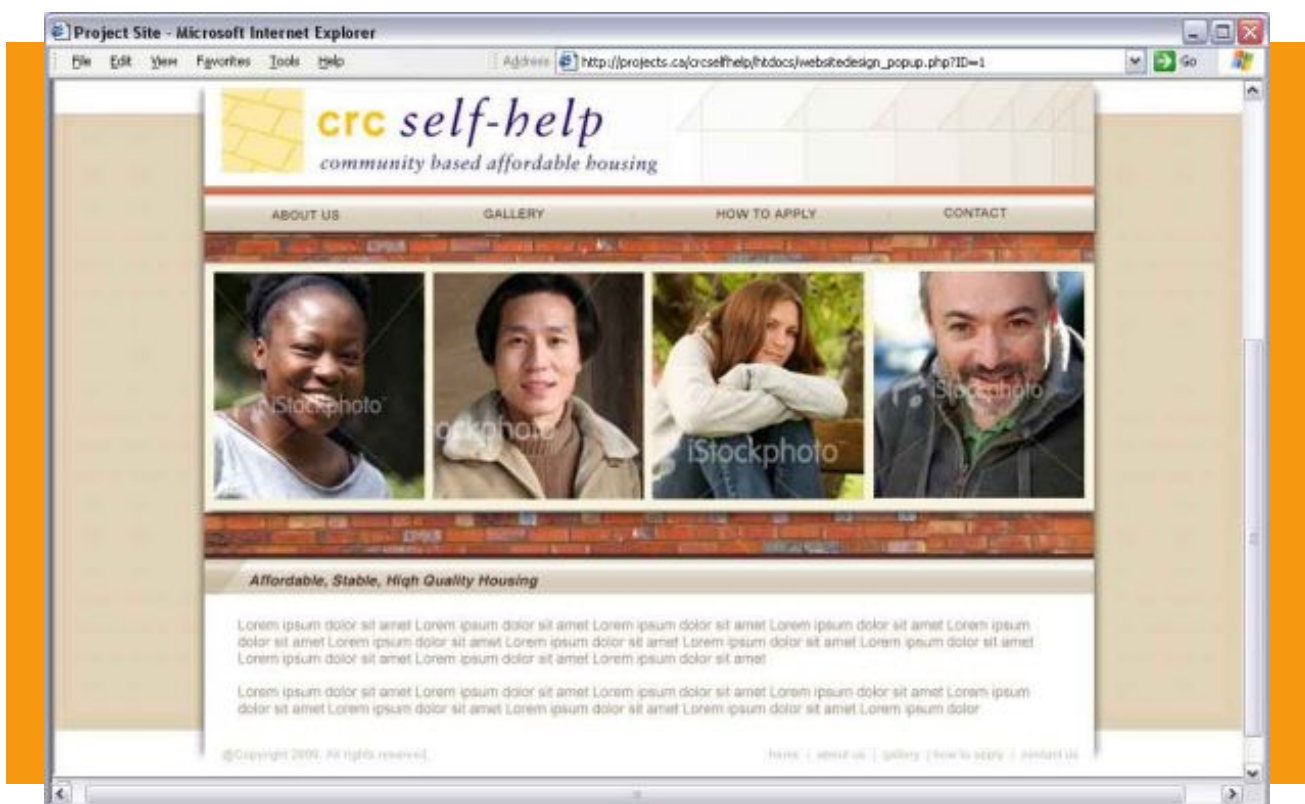 Project Site - Microsoft Internet Explorer
File Edit View Favorites Tools Help Address http://projects.ca/crcselfhelp/htdocs/websitedesign_popup.php?ID=1 Go
crc self-help
community based affordable housing
ABOUT US GALLERY HOW TO APPLY CONTACT
iStockphoto ockphoto iStockphoto iStockphoto
Affordable, Stable, High Quality Housing
Lorem ipsum dolor sit amet Lorem ipsum dolor sit amet Lorem ipsum dolor sit amet Lorem ipsum dolor sit amet Lorem ipsum
dolor sit amet Lorem ipsum dolor sit amet Lorem ipsum dolor sit amet Lorem ipsum dolor sit amet Lorem ipsum dolor sit amet
Lorem ipsum dolor sit amet Lorem ipsum dolor sit amet Lorem ipsum dolor sit amet
Lorem ipsum dolor sit amet Lorem ipsum dolor sit amet Lorem ipsum dolor sit amet Lorem ipsum dolor sit amet Lorem ipsum
dolor sit amet Lorem ipsum dolor sit amet Lorem ipsum dolor sit amet Lorem ipsum dolor sit amet Lorem ipsum dolor
@Copyright 2009. All rights reserved. home | about us | gallery | how to apply | contact us